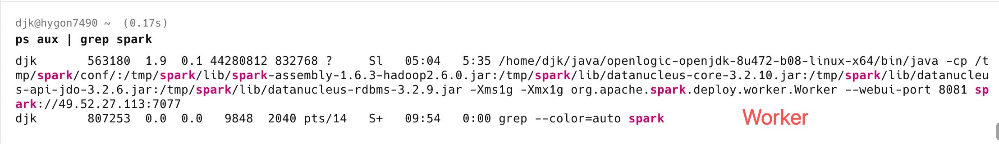 djk@hygon7490 ~  (0.17s)
ps aux | grep spark
djk       563180  1.9  0.1 44280812 832768 ?     Sl   05:04   5:35 /home/djk/java/openlogic-openjdk-8u472-b08-linux-x64/bin/java -cp /t
mp/spark/conf/:/tmp/spark/lib/spark-assembly-1.6.3-hadoop2.6.0.jar:/tmp/spark/lib/datanucleus-core-3.2.10.jar:/tmp/spark/lib/datanucleu
s-api-jdo-3.2.6.jar:/tmp/spark/lib/datanucleus-rdbms-3.2.9.jar -Xms1g -Xmx1g org.apache.spark.deploy.worker.Worker --webui-port 8081 sp
ark://49.52.27.113:7077
djk       807253  0.0  0.0   9848  2040 pts/14   S+   09:54   0:00 grep --color=auto spark
Worker